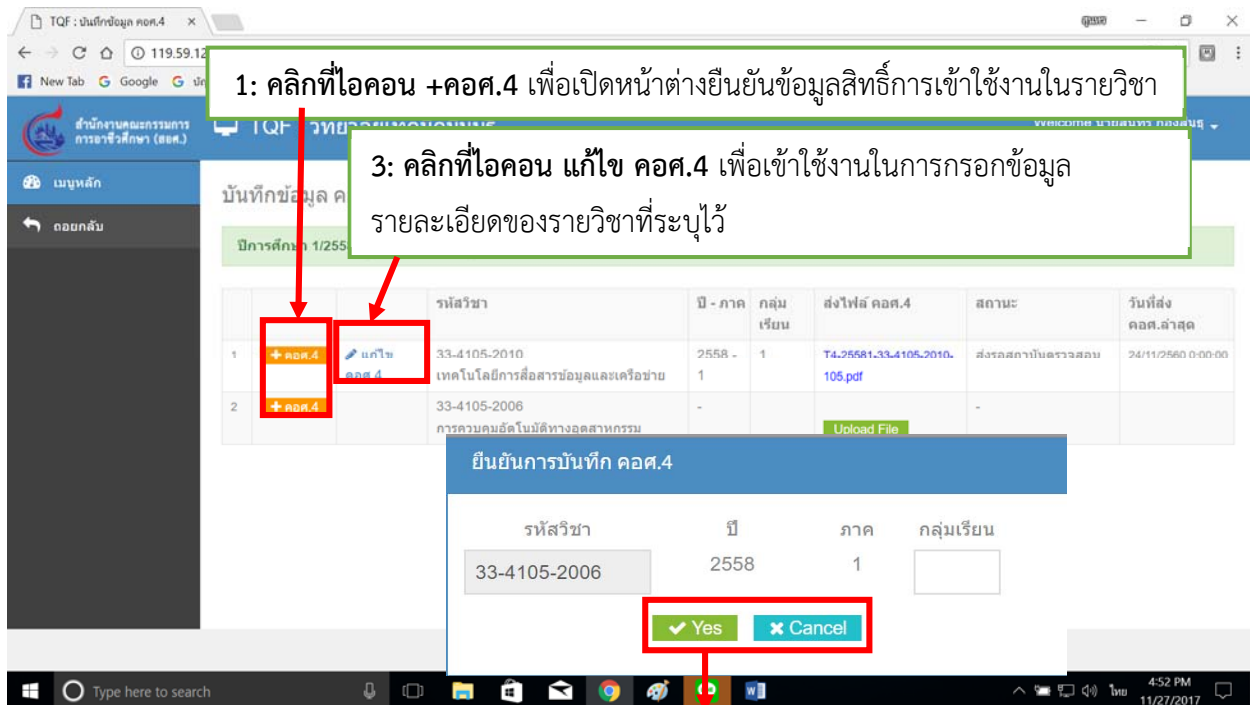 TQF : บันทึกข้อมูล คอศ.4
119.59.12
New Tab Google
1: คลิกที่ไอคอน +คอศ.4 เพื่อเปิดหน้าต่างยืนยันข้อมูลสิทธิ์การเข้าใช้งานในรายวิชา
สำนักงานคณะกรรมการ
การอาชีวศึกษา (สอศ.)
TQF
3: คลิกที่ไอคอน แก้ไข คอศ.4 เพื่อเข้าใช้งานในการกรอกข้อมูล
รายละเอียดของรายวิชาที่ระบุไว้
เมนูหลัก
ถอยกลับ
บันทึกข้อมูล ค
ปีการศึกษา 1/255
รหัสวิชา ปี - ภาค กลุ่มเรียน ส่งไฟล์ คอศ.4 สถานะ วันที่ส่ง คอศ.ล่าสุด
1 + คอศ.4 แก้ไข คอศ.4 33-4105-2010 2558 - 1 1 T4-25581-33-4105-2010-105.pdf ส่งรอสถาบันตรวจสอบ 24/11/2560 0:00:00
เทคโนโลยีการสื่อสารข้อมูลและเครือข่าย
2 + คอศ.4 33-4105-2006 - Upload File -
การควบคุมอัตโนมัติทางอุตสาหกรรม
ยืนยันการบันทึก คอศ.4
รหัสวิชา ปี ภาค กลุ่มเรียน
33-4105-2006 2558 1
Yes Cancel
Type here to search
ไทย
4:52 PM
11/27/2017